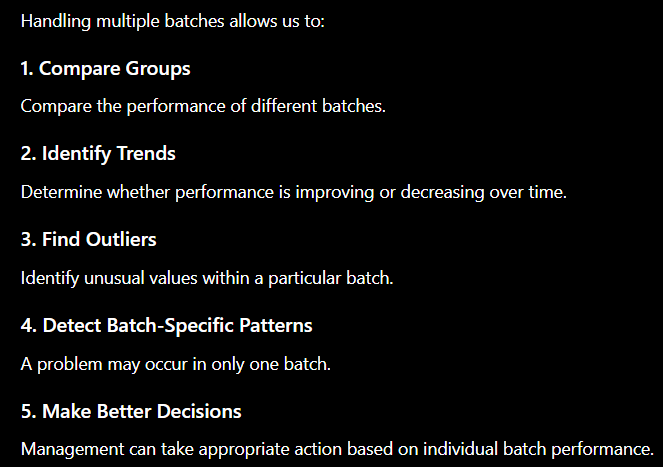 Handling multiple batches allows us to:
1. Compare Groups
Compare the performance of different batches.
2. Identify Trends
Determine whether performance is improving or decreasing over time.
3. Find Outliers
Identify unusual values within a particular batch.
4. Detect Batch-Specific Patterns
A problem may occur in only one batch.
5. Make Better Decisions
Management can take appropriate action based on individual batch performance.